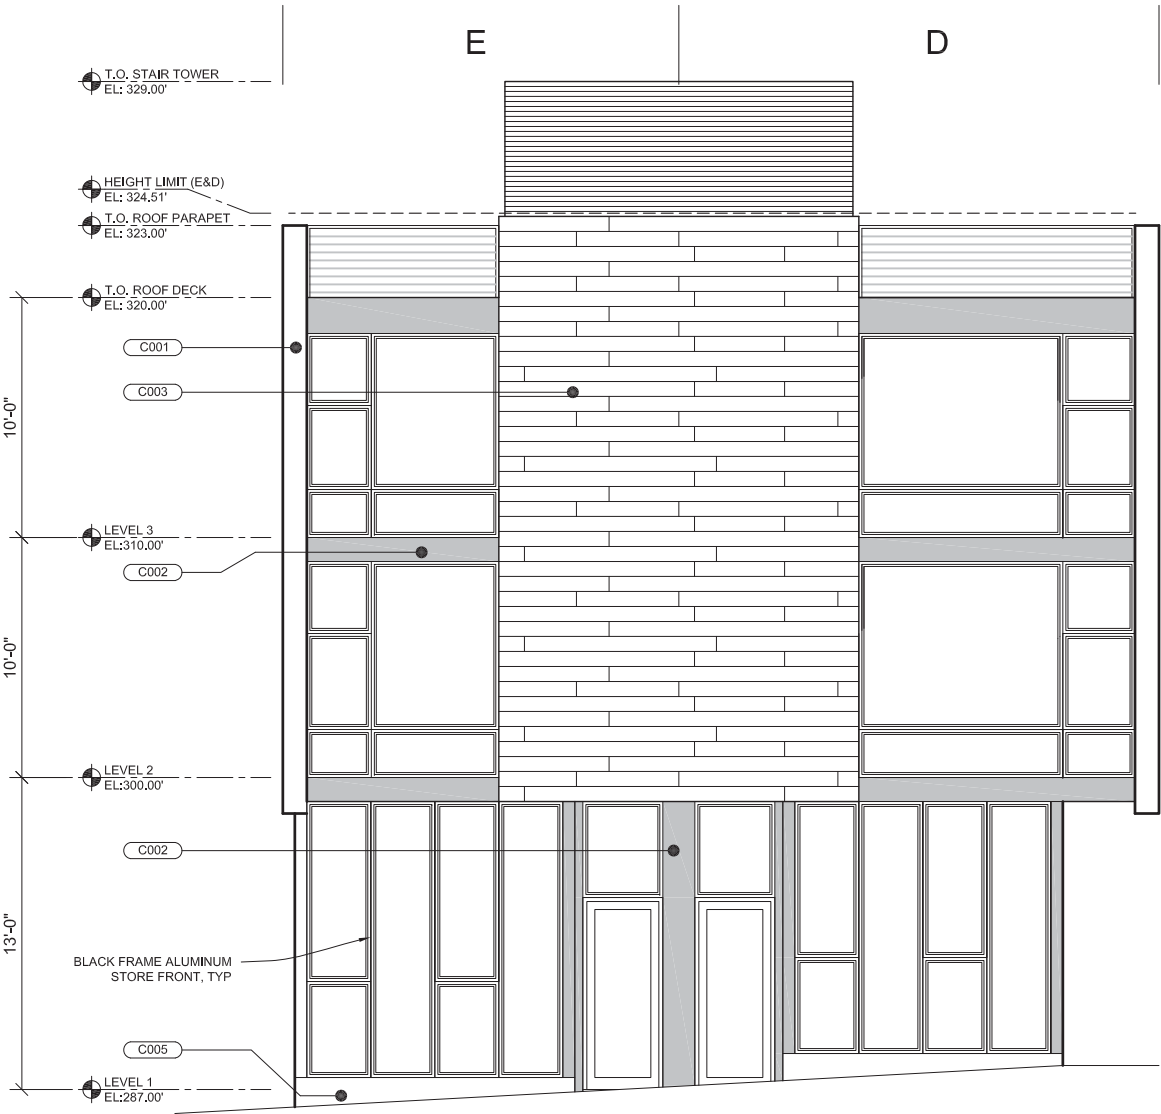 E
D
T.O. STAIR TOWER
EL: 329.00'
HEIGHT LIMIT (E&D)
EL: 324.51'
T.O. ROOF PARAPET
EL: 323.00'
T.O. ROOF DECK
EL: 320.00'
C001
C003
10'-0"
LEVEL 3
EL:310.00'
C002
10'-0"
LEVEL 2
EL:300.00'
C002
13'-0"
BLACK FRAME ALUMINUM
STORE FRONT, TYP
C005
LEVEL 1
EL:287.00'